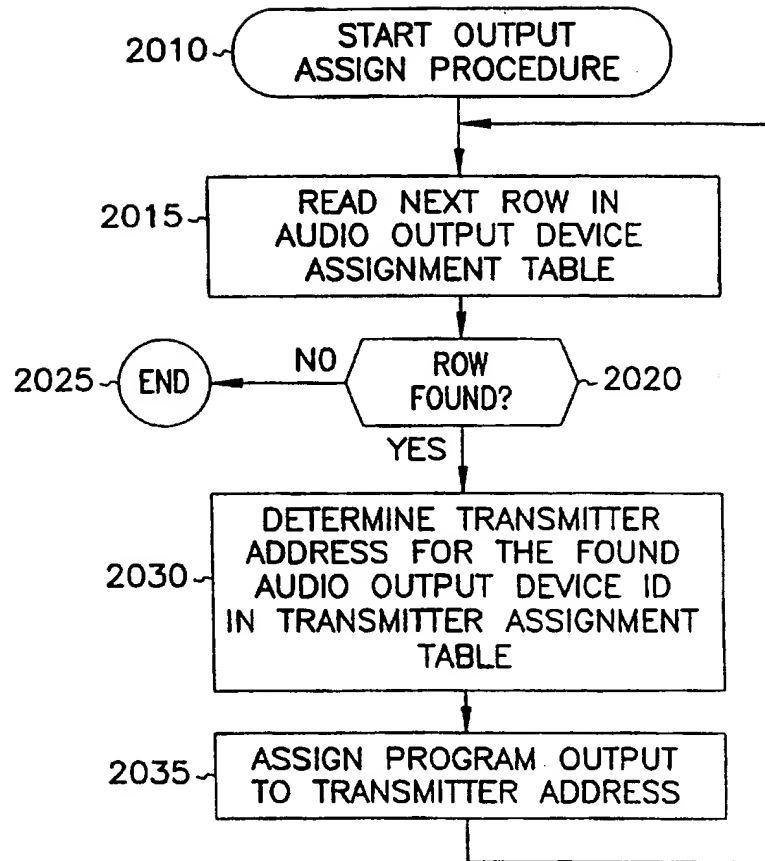 2010
START OUTPUT
ASSIGN PROCEDURE
2015
READ NEXT ROW IN
AUDIO OUTPUT DEVICE
ASSIGNMENT TABLE
2025
END
NO
ROW
FOUND?
2020
YES
2030
DETERMINE TRANSMITTER
ADDRESS FOR THE FOUND
AUDIO OUTPUT DEVICE ID
IN TRANSMITTER ASSIGNMENT
TABLE
2035
ASSIGN PROGRAM OUTPUT
TO TRANSMITTER ADDRESS